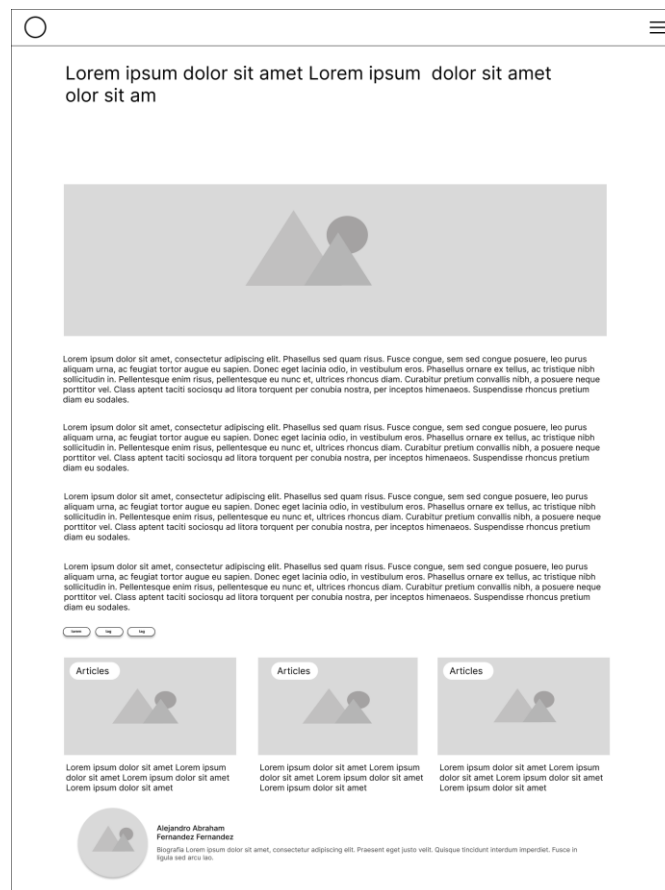 Lorem ipsum dolor sit amet Lorem ipsum  dolor sit amet
olor sit am
Lorem ipsum dolor sit amet, consectetur adipiscing elit. Phasellus sed quam risus. Fusce congue, sem sed congue posuere, leo purus
aliquam urna, ac feugiat tortor augue eu sapien. Donec eget lacinia odio, in vestibulum eros. Phasellus ornare ex tellus, ac tristique nibh
sollicitudin in. Pellentesque enim risus, pellentesque eu nunc et, ultrices rhoncus diam. Curabitur pretium convallis nibh, a posuere neque
porttitor vel. Class aptent taciti sociosqu ad litora torquent per conubia nostra, per inceptos himenaeos. Suspendisse rhoncus pretium
diam eu sodales.
Lorem ipsum dolor sit amet, consectetur adipiscing elit. Phasellus sed quam risus. Fusce congue, sem sed congue posuere, leo purus
aliquam urna, ac feugiat tortor augue eu sapien. Donec eget lacinia odio, in vestibulum eros. Phasellus ornare ex tellus, ac tristique nibh
sollicitudin in. Pellentesque enim risus, pellentesque eu nunc et, ultrices rhoncus diam. Curabitur pretium convallis nibh, a posuere neque
porttitor vel. Class aptent taciti sociosqu ad litora torquent per conubia nostra, per inceptos himenaeos. Suspendisse rhoncus pretium
diam eu sodales.
Lorem ipsum dolor sit amet, consectetur adipiscing elit. Phasellus sed quam risus. Fusce congue, sem sed congue posuere, leo purus
aliquam urna, ac feugiat tortor augue eu sapien. Donec eget lacinia odio, in vestibulum eros. Phasellus ornare ex tellus, ac tristique nibh
sollicitudin in. Pellentesque enim risus, pellentesque eu nunc et, ultrices rhoncus diam. Curabitur pretium convallis nibh, a posuere neque
porttitor vel. Class aptent taciti sociosqu ad litora torquent per conubia nostra, per inceptos himenaeos. Suspendisse rhoncus pretium
diam eu sodales.
Lorem ipsum dolor sit amet, consectetur adipiscing elit. Phasellus sed quam risus. Fusce congue, sem sed congue posuere, leo purus
aliquam urna, ac feugiat tortor augue eu sapien. Donec eget lacinia odio, in vestibulum eros. Phasellus ornare ex tellus, ac tristique nibh
sollicitudin in. Pellentesque enim risus, pellentesque eu nunc et, ultrices rhoncus diam. Curabitur pretium convallis nibh, a posuere neque
porttitor vel. Class aptent taciti sociosqu ad litora torquent per conubia nostra, per inceptos himenaeos. Suspendisse rhoncus pretium
diam eu sodales.
tag tag
Articles
Lorem ipsum dolor sit amet Lorem ipsum
dolor sit amet Lorem ipsum dolor sit amet
Lorem ipsum dolor sit amet
Articles
Lorem ipsum dolor sit amet Lorem ipsum
dolor sit amet Lorem ipsum dolor sit amet
Lorem ipsum dolor sit amet
Articles
Lorem ipsum dolor sit amet Lorem ipsum
dolor sit amet Lorem ipsum dolor sit amet
Lorem ipsum dolor sit amet
Alejandro Abraham
Fernandez Fernandez
Biografia Lorem ipsum dolor sit amet, consectetur adipiscing elit. Praesent eget justo velit. Quisque tincidunt interdum imperdiet. Fusce in
ligula sed arcu lao.